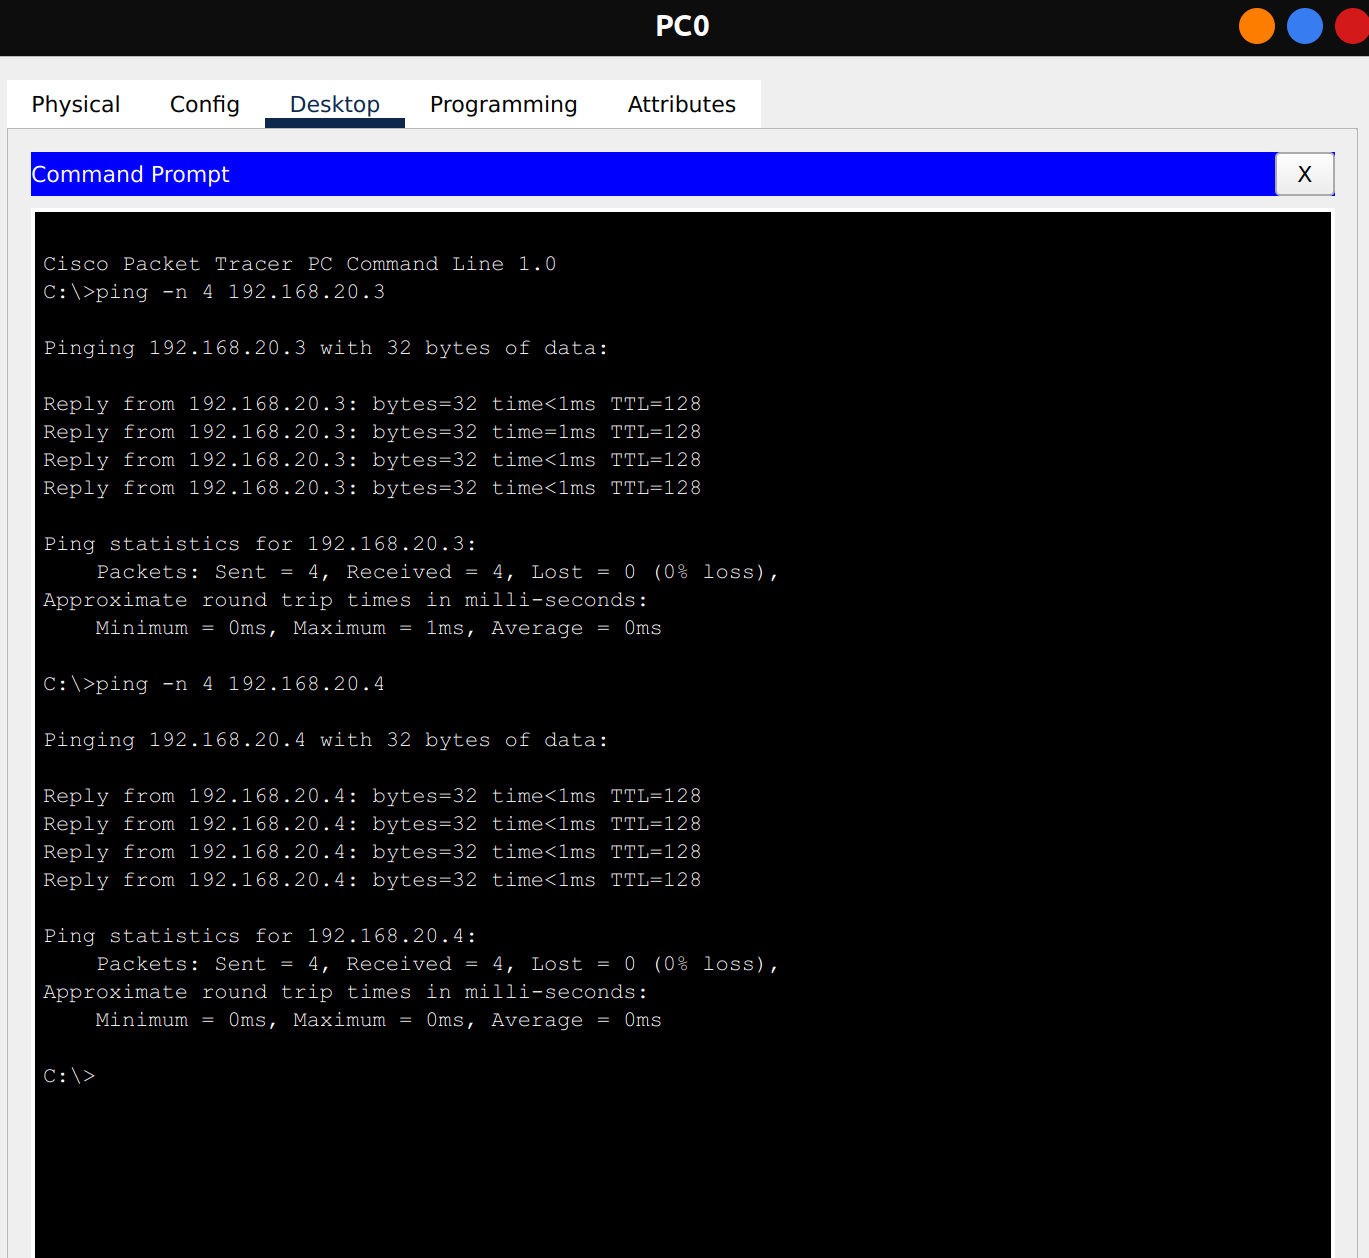 PC0
Physical Config Desktop Programming Attributes
Command Prompt X
Cisco Packet Tracer PC Command Line 1.0
C:\>ping -n 4 192.168.20.3
Pinging 192.168.20.3 with 32 bytes of data:
Reply from 192.168.20.3: bytes=32 time<1ms TTL=128
Reply from 192.168.20.3: bytes=32 time=1ms TTL=128
Reply from 192.168.20.3: bytes=32 time<1ms TTL=128
Reply from 192.168.20.3: bytes=32 time<1ms TTL=128
Ping statistics for 192.168.20.3:
    Packets: Sent = 4, Received = 4, Lost = 0 (0% loss),
Approximate round trip times in milli-seconds:
    Minimum = 0ms, Maximum = 1ms, Average = 0ms
C:\>ping -n 4 192.168.20.4
Pinging 192.168.20.4 with 32 bytes of data:
Reply from 192.168.20.4: bytes=32 time<1ms TTL=128
Reply from 192.168.20.4: bytes=32 time<1ms TTL=128
Reply from 192.168.20.4: bytes=32 time<1ms TTL=128
Reply from 192.168.20.4: bytes=32 time<1ms TTL=128
Ping statistics for 192.168.20.4:
    Packets: Sent = 4, Received = 4, Lost = 0 (0% loss),
Approximate round trip times in milli-seconds:
    Minimum = 0ms, Maximum = 0ms, Average = 0ms
C:\>